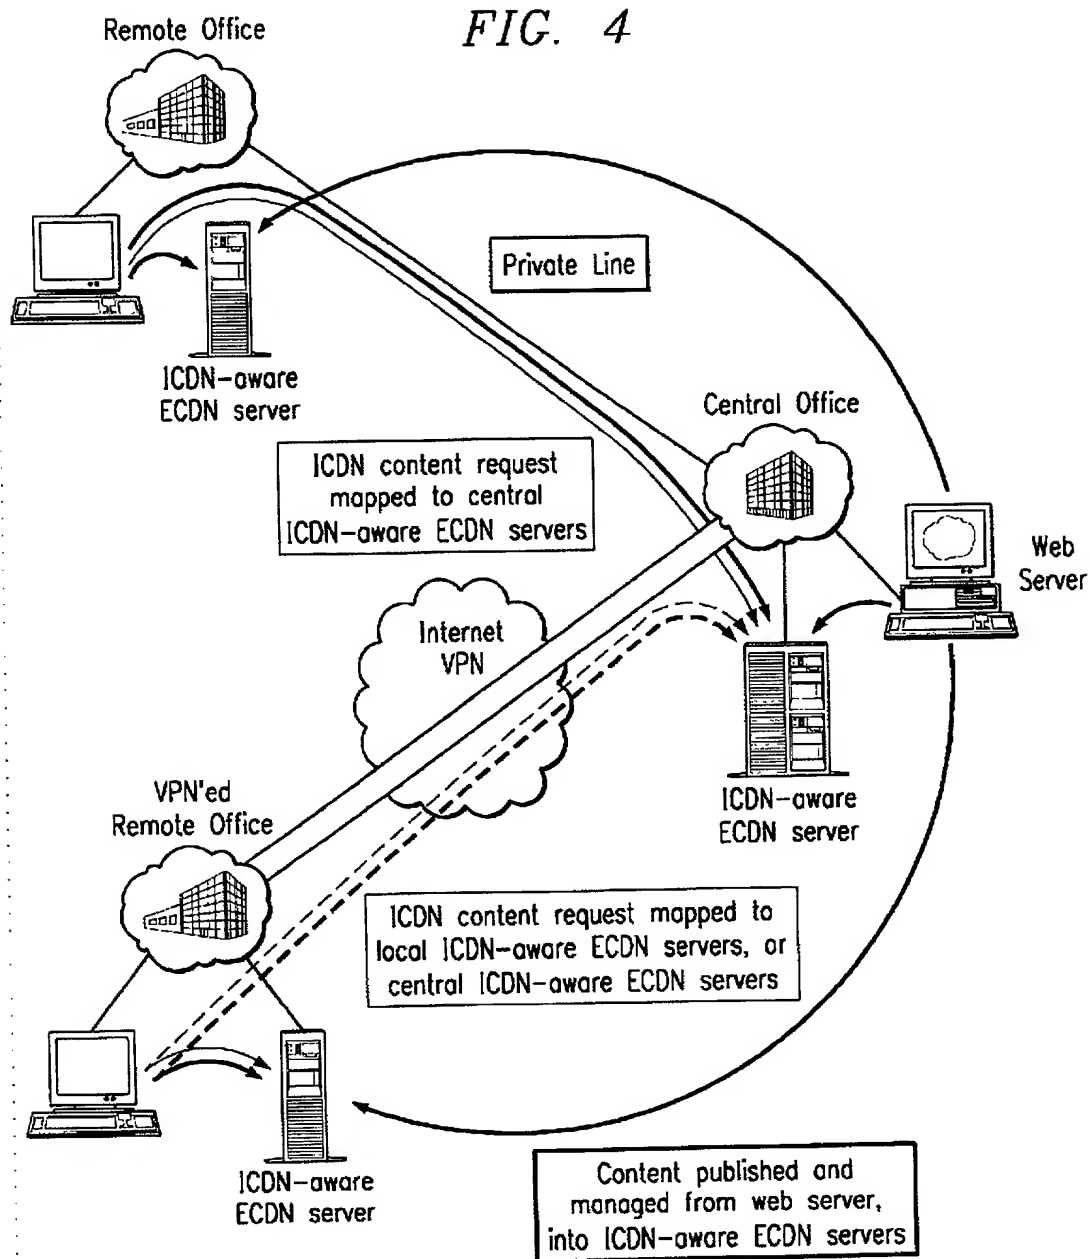 FIG. 4
Remote Office
Private Line
ICDN-aware
ECDN server
Central Office
ICDN content request
mapped to central
ICDN-aware ECDN servers
Web
Server
Internet
VPN
ICDN-aware
ECDN server
VPN'ed
Remote Office
ICDN content request mapped to
local ICDN-aware ECDN servers, or
central ICDN-aware ECDN servers
ICDN-aware
ECDN server
Content published and
managed from web server,
into ICDN-aware ECDN servers